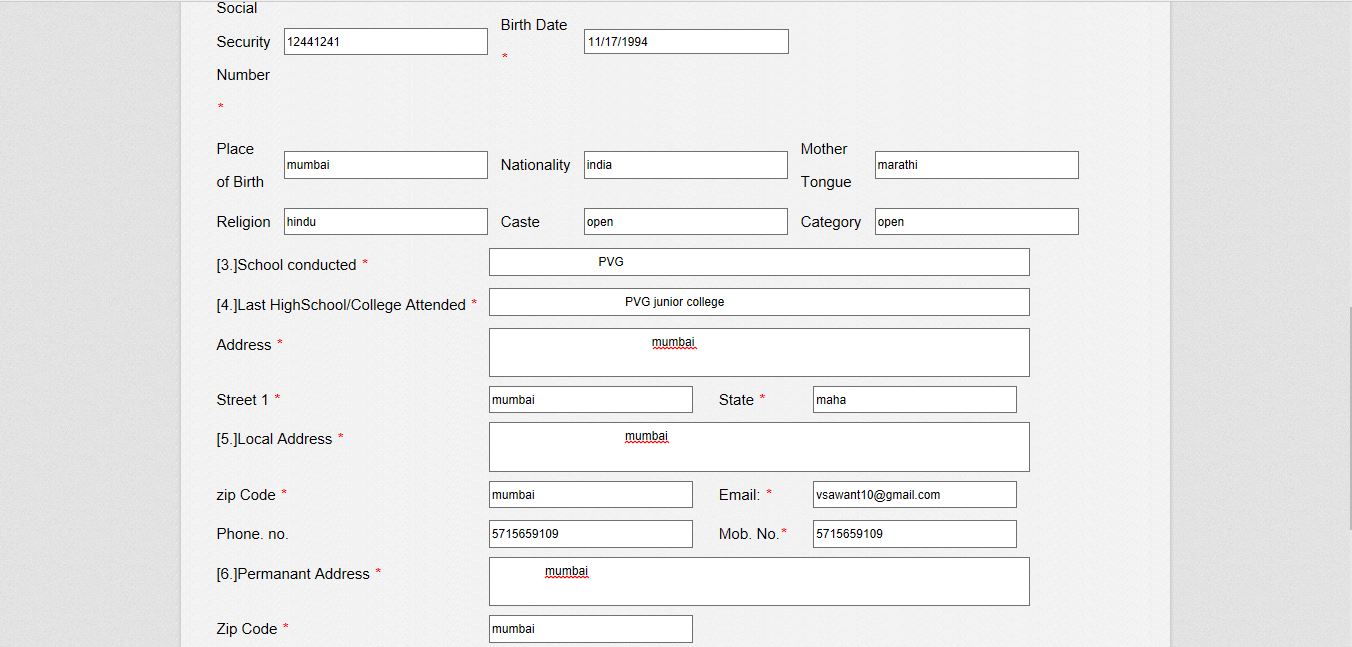 Social
Security
Number
*
12441241
Birth Date
*
11/17/1994
Place
of Birth
mumbai
Nationality
india
Mother
Tongue
marathi
Religion
hindu
Caste
open
Category
open
[3.]School conducted *
PVG
[4.]Last HighSchool/College Attended *
PVG junior college
Address *
mumbai
Street 1 *
mumbai
State *
maha
[5.]Local Address *
mumbai
zip Code *
mumbai
Email: *
vsawant10@gmail.com
Phone. no.
5715659109
Mob. No.*
5715659109
[6.]Permanant Address *
mumbai
Zip Code *
mumbai